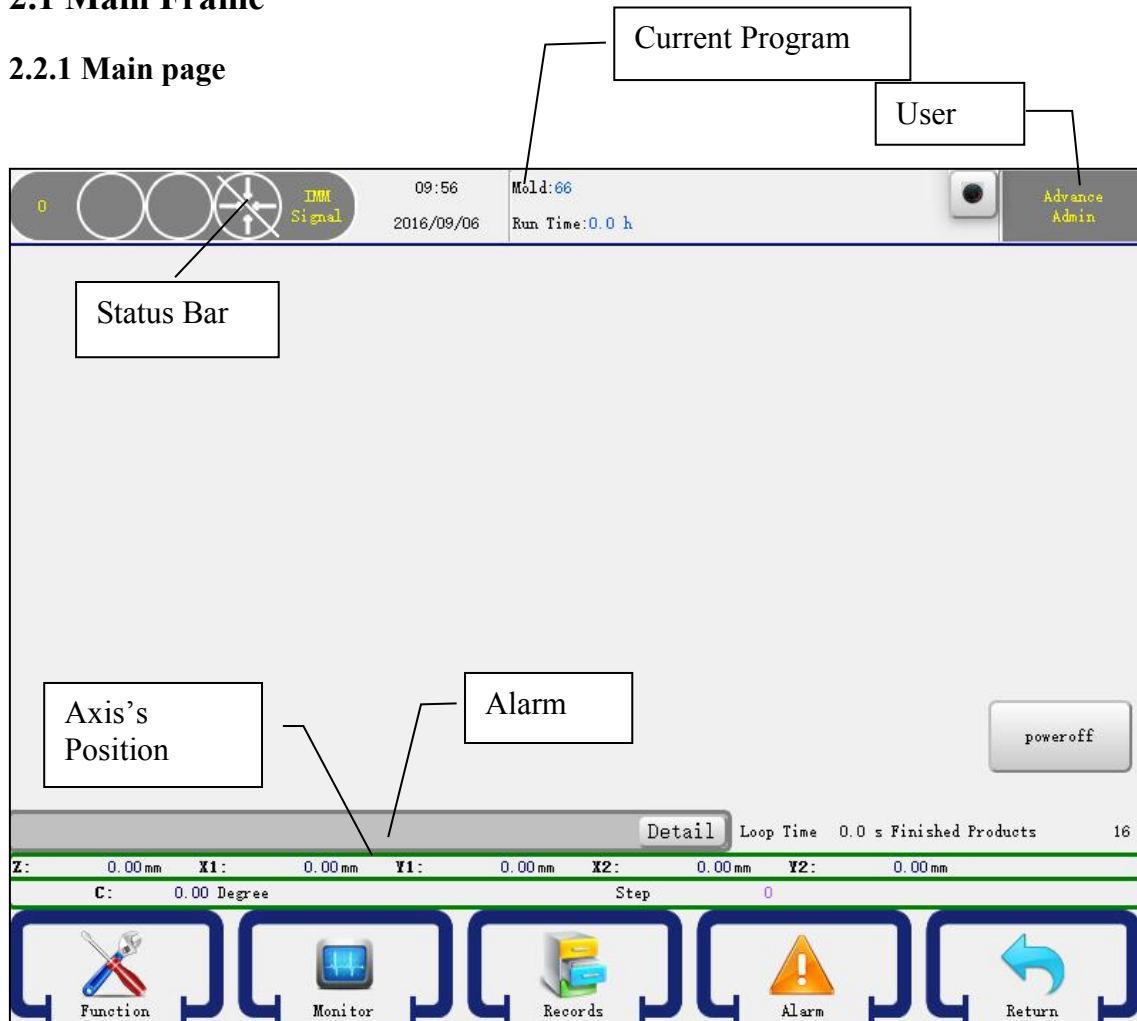 2.1 Main Frame
2.2.1 Main page
Current Program
User
0
IMM
Signal
09:56
2016/09/06
Mold:66
Run Time:0.0 h
Advance
Admin
Status Bar
Axis's
Position
Alarm
poweroff
Detail Loop Time 0.0 s Finished Products 16
Z: 0.00 mm X1: 0.00 mm Y1: 0.00 mm X2: 0.00 mm Y2: 0.00 mm
C: 0.00 Degree Step 0
Function Monitor Records Alarm Return